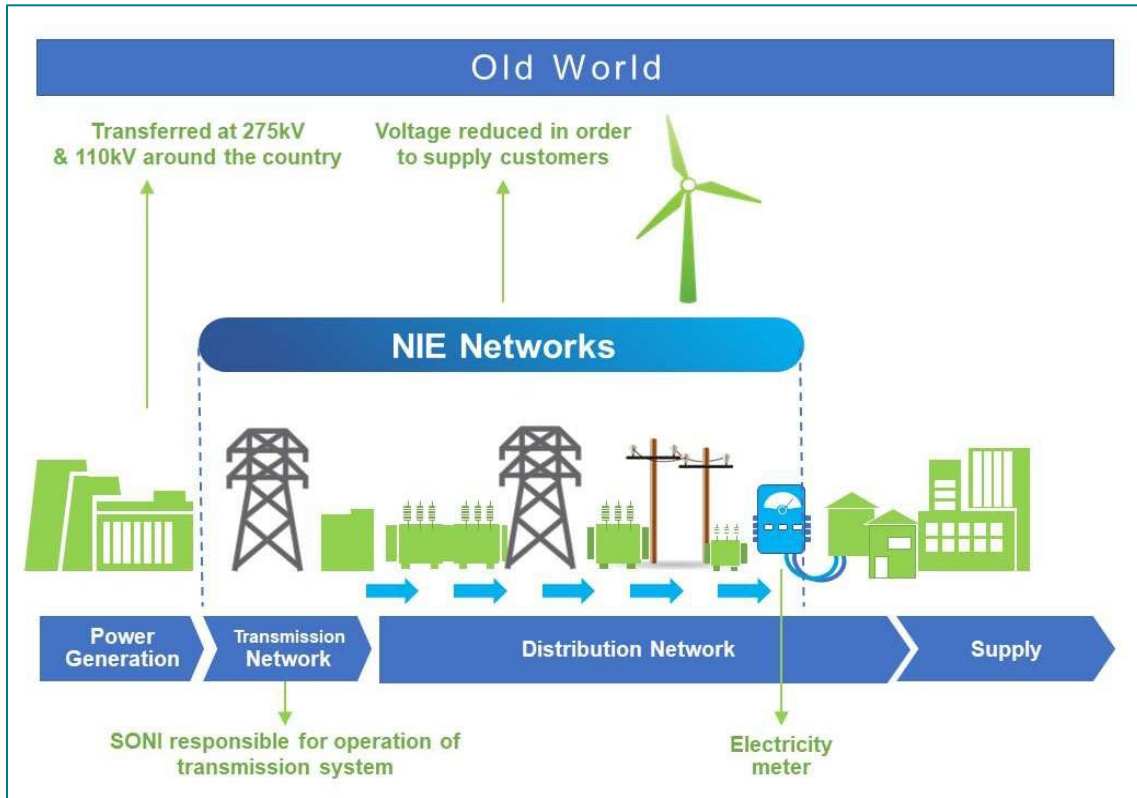 Old World
Transferred at 275kV
& 110kV around the country
Voltage reduced in order
to supply customers
NIE Networks
Power
Generation
Transmission
Network
Distribution Network
Supply
SONI responsible for operation of
transmission system
Electricity
meter